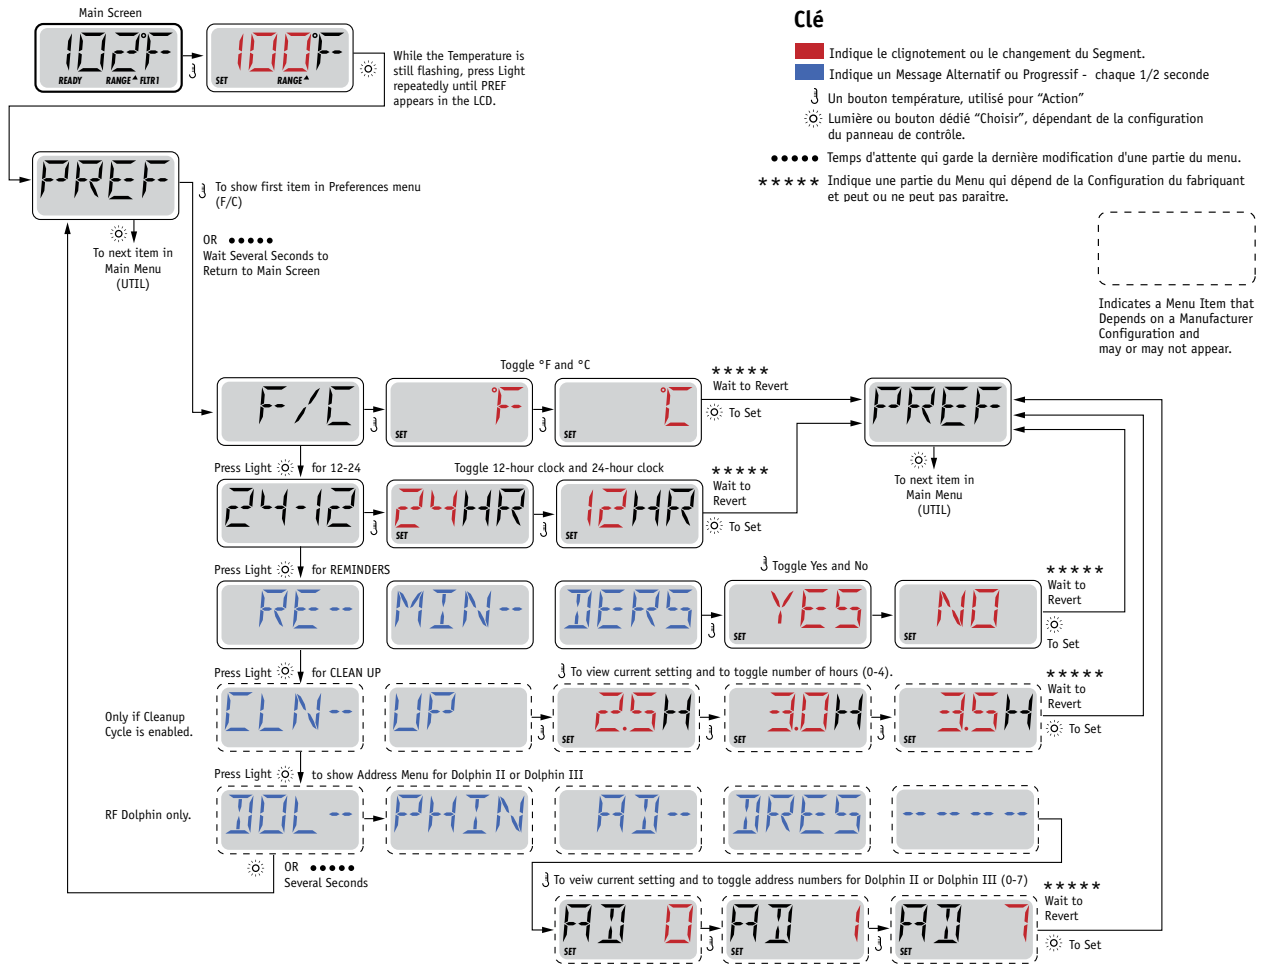 Main Screen
102°F
READY RANGE FLTR1
100°F
SET RANGE
While the Temperature is
still flashing, press Light
repeatedly until PREF
appears in the LCD.
Clé
Indique le clignotement ou le changement du Segment.
Indique un Message Alternatif ou Progressif - chaque 1/2 seconde
Un bouton température, utilisé pour “Action”
Lumière ou bouton dédié “Choisir”, dépendant de la configuration
du panneau de contrôle.
••••• Temps d'attente qui garde la dernière modification d'une partie du menu.
***** Indique une partie du Menu qui dépend de la Configuration du fabriquant
et peut ou ne peut pas paraitre.
Indicates a Menu Item that
Depends on a Manufacturer
Configuration and
may or may not appear.
PREF
To show first item in Preferences menu
(F/C)
To next item in
Main Menu
(UTIL)
OR •••••
Wait Several Seconds to
Return to Main Screen
Toggle °F and °C
F/C
°F
SET
°C
SET
*****
Wait to Revert
To Set
PREF
To next item in
Main Menu
(UTIL)
Press Light for 12-24
Toggle 12-hour clock and 24-hour clock
24-12
24HR
SET
12HR
SET
*****
Wait to
Revert
To Set
Press Light for REMINDERS
Toggle Yes and No
RE-
MIN-
DERS
YES
SET
NO
SET
*****
Wait to
Revert
To Set
Press Light for CLEAN UP
To view current setting and to toggle number of hours (0-4).
Only if Cleanup
Cycle is enabled.
CLN-
UP
2.5H
SET
3.0H
SET
3.5H
SET
*****
Wait to
Revert
To Set
Press Light to show Address Menu for Dolphin II or Dolphin III
RF Dolphin only.
DOL-
PHIN
AD-
DRES
----
OR •••••
Several Seconds
To veiw current setting and to toggle address numbers for Dolphin II or Dolphin III (0-7)
AD 0
SET
AD 1
SET
AD 7
SET
*****
Wait to
Revert
To Set